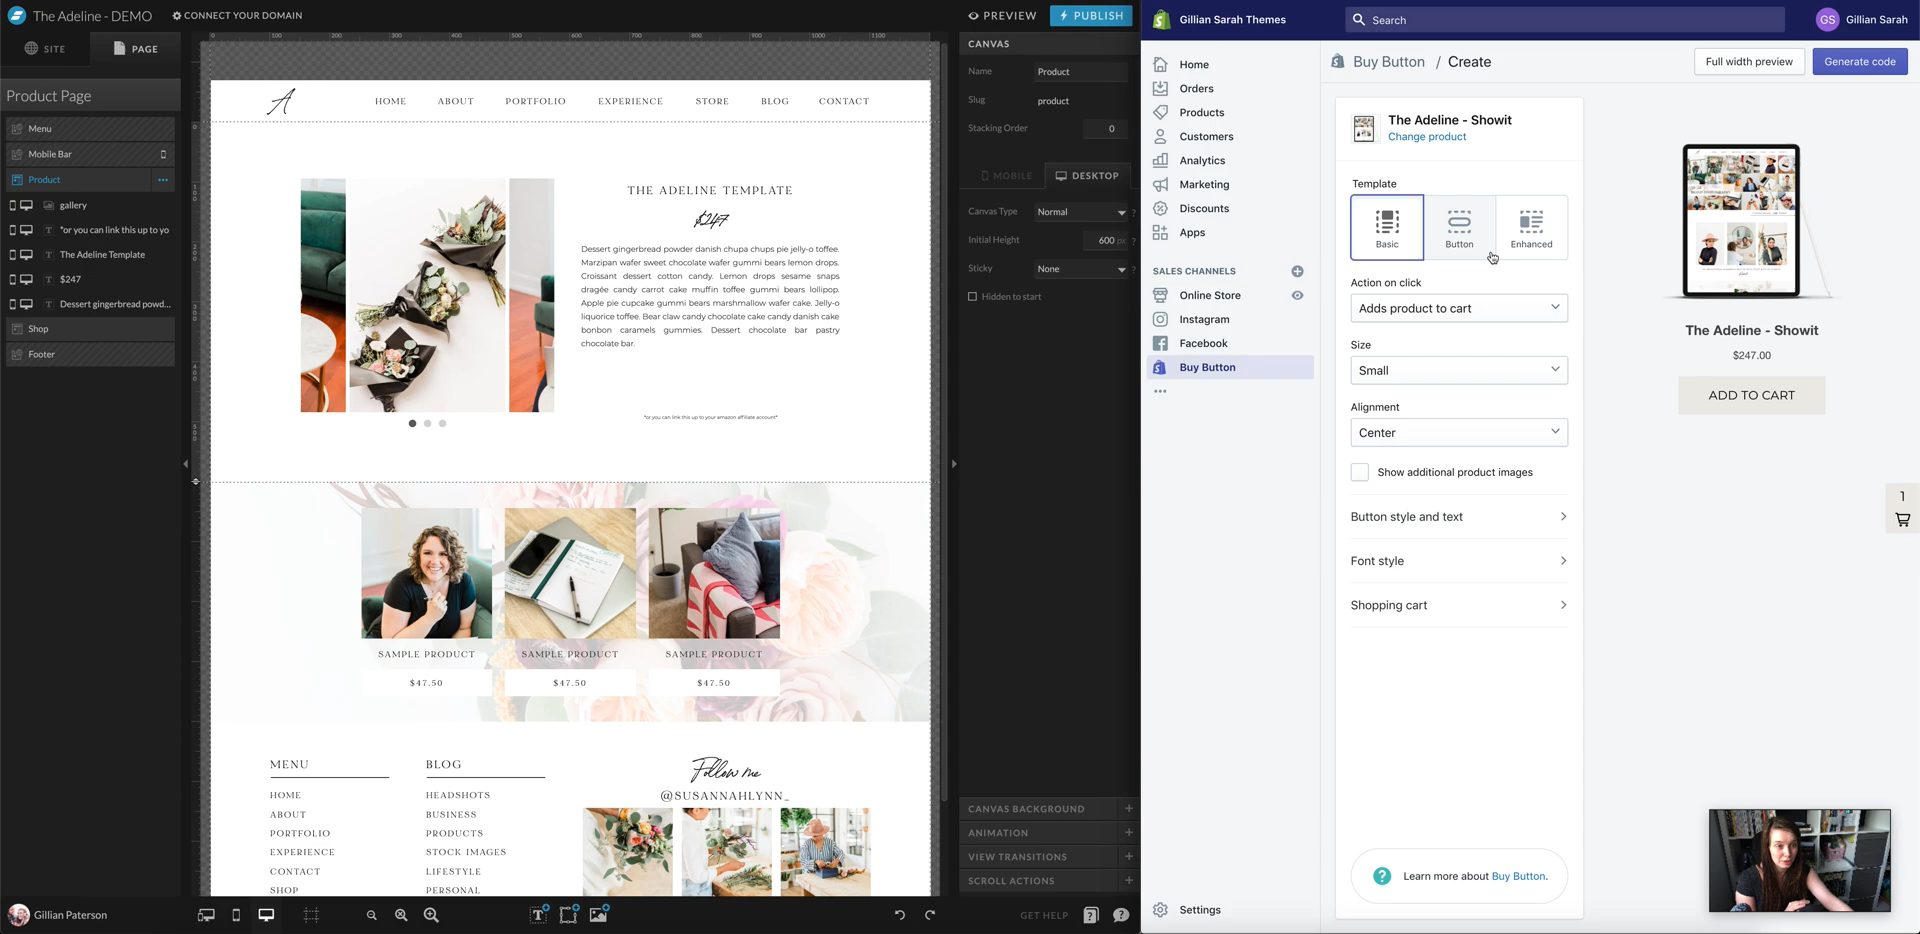 The Adeline - DEMO
CONNECT YOUR DOMAIN
PREVIEW
PUBLISH
SITE
PAGE
Product Page
Menu
Mobile Bar
Product
gallery
*or you can link this up to yo
The Adeline Template
$247
Dessert gingerbread powd...
Shop
Footer
0 100 200 300 400 500 600 700 800 900 1000 1100
A
HOME
ABOUT
PORTFOLIO
EXPERIENCE
STORE
BLOG
CONTACT
THE ADELINE TEMPLATE
$247
Dessert gingerbread powder danish chupa chups pie jelly-o toffee.
Marzipan wafer sweet chocolate wafer gummi bears lemon drops.
Croissant dessert cotton candy. Lemon drops sesame snaps
dragée candy carrot cake muffin toffee gummi bears lollipop.
Apple pie cupcake gummi bears marshmallow wafer cake. Jelly-o
liquorice toffee. Bear claw candy chocolate cake candy danish cake
bonbon caramels gummies. Dessert chocolate bar pastry
chocolate bar.
*or you can link this up to your amazon affiliate account*
SAMPLE PRODUCT
$47.50
SAMPLE PRODUCT
$47.50
SAMPLE PRODUCT
$47.50
MENU
HOME
ABOUT
PORTFOLIO
EXPERIENCE
CONTACT
SHOP
BLOG
HEADSHOTS
BUSINESS
PRODUCTS
STOCK IMAGES
LIFESTYLE
PERSONAL
Follow me
@SUSANNAHLYNN_
Gillian Paterson
GET HELP
CANVAS
Name
Product
Slug
product
Stacking Order
0
MOBILE
DESKTOP
Canvas Type
Normal
?
Initial Height
600 px
?
Sticky
None
?
Hidden to start
CANVAS BACKGROUND
ANIMATION
VIEW TRANSITIONS
SCROLL ACTIONS
Gillian Sarah Themes
Search
GS
Gillian Sarah
Home
Orders
Products
Customers
Analytics
Marketing
Discounts
Apps
SALES CHANNELS
Online Store
Instagram
Facebook
Buy Button
Settings
Buy Button / Create
Full width preview
Generate code
The Adeline - Showit
Change product
Template
Basic
Button
Enhanced
Action on click
Adds product to cart
Size
Small
Alignment
Center
Show additional product images
Button style and text
Font style
Shopping cart
Learn more about Buy Button.
The Adeline - Showit
$247.00
ADD TO CART
1